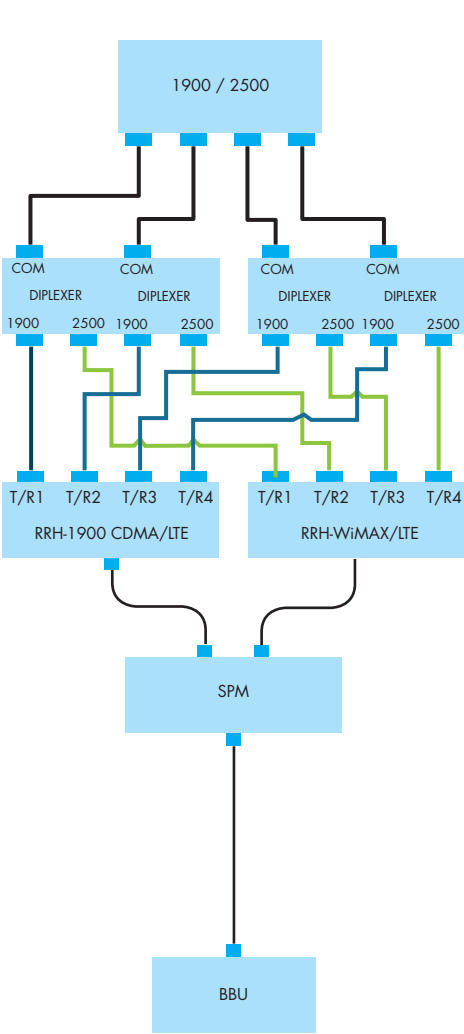 1900 / 2500
COM COM COM COM
DIPLEXER DIPLEXER DIPLEXER DIPLEXER
1900 2500 1900 2500 1900 2500 1900 2500
T/R1 T/R2 T/R3 T/R4 T/R1 T/R2 T/R3 T/R4
RRH-1900 CDMA/LTE RRH-WiMAX/LTE
SPM
BBU